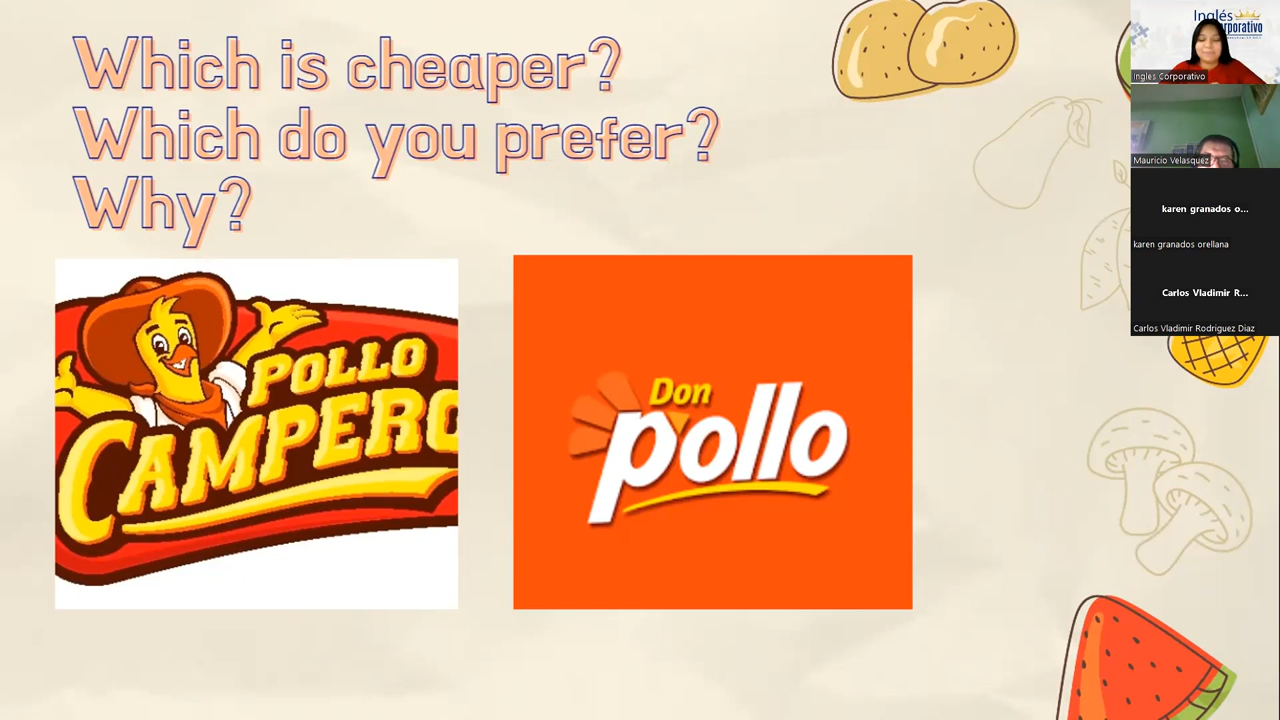 Which is cheaper?
Which do you prefer?
Why?
POLLO
CAMPERO
Don
pollo
Inglés
Corporativo
Ingles Corporativo
Mauricio Velasquez
karen granados o...
karen granados orellana
Carlos Vladimir R...
Carlos Vladimir Rodriguez Diaz